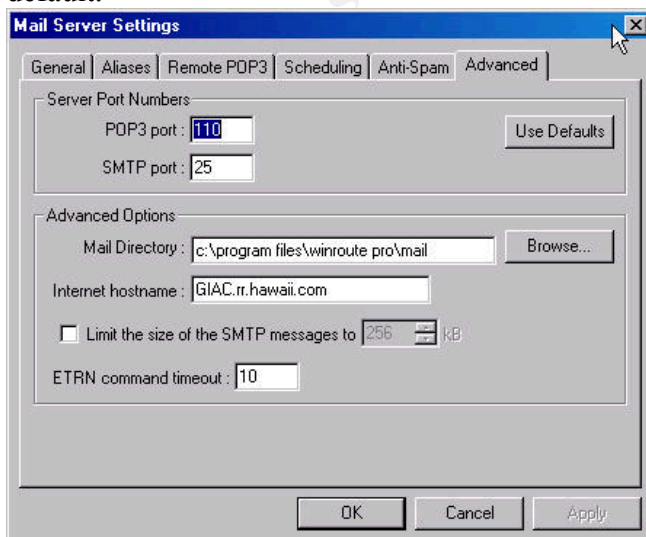 default.
Mail Server Settings
General Aliases Remote POP3 Scheduling Anti-Spam Advanced
Server Port Numbers
POP3 port : 110
Use Defaults
SMTP port : 25
Advanced Options
Mail Directory : c:\program files\winroute pro\mail Browse...
Internet hostname : GIAC.rr.hawaii.com
Limit the size of the SMTP messages to 256 kB
ETRN command timeout : 10
OK Cancel Apply